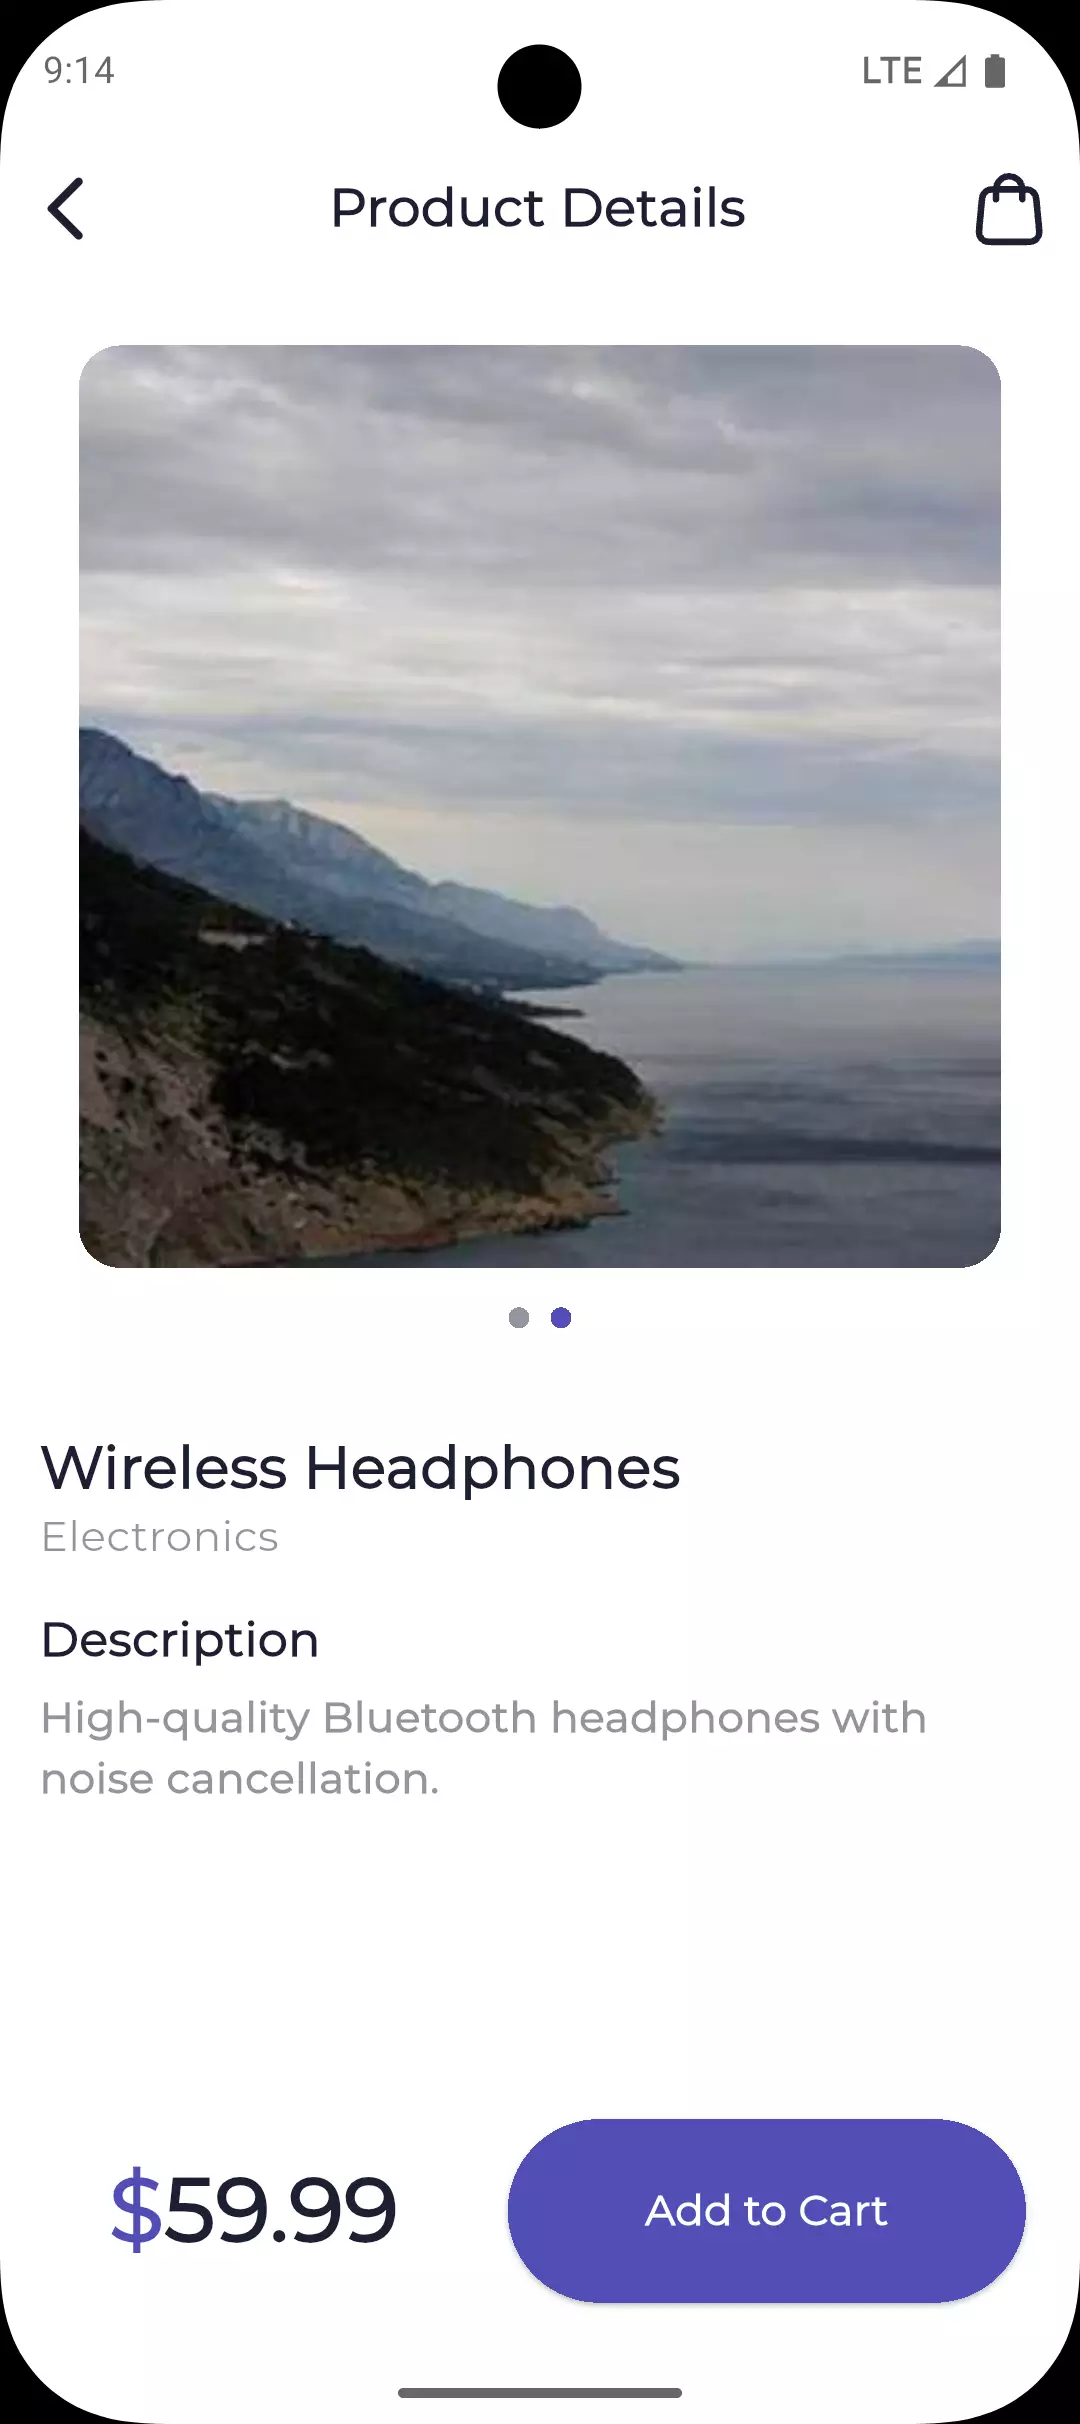 9:14
LTE
Product Details
Wireless Headphones
Electronics
Description
High-quality Bluetooth headphones with
noise cancellation.
$59.99
Add to Cart